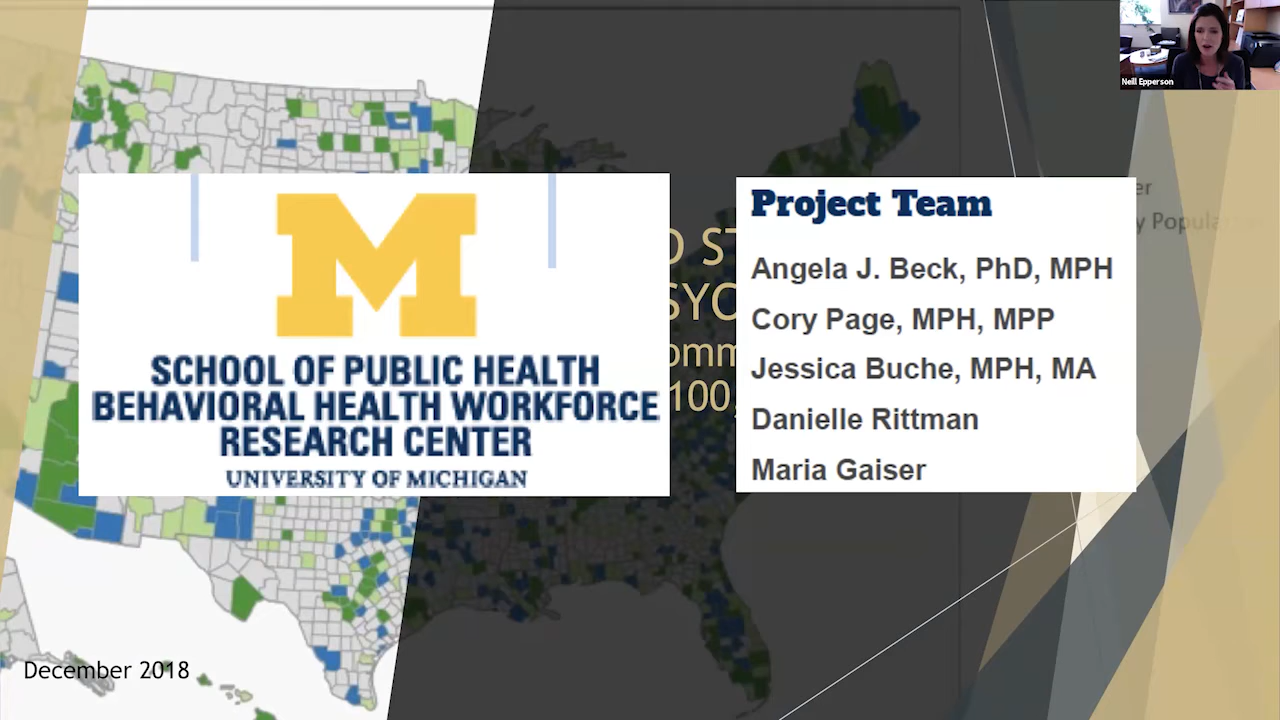 Neill Epperson
M
SCHOOL OF PUBLIC HEALTH
BEHAVIORAL HEALTH WORKFORCE
RESEARCH CENTER
UNIVERSITY OF MICHIGAN
Project Team
Angela J. Beck, PhD, MPH
Cory Page, MPH, MPP
Jessica Buche, MPH, MA
Danielle Rittman
Maria Gaiser
December 2018